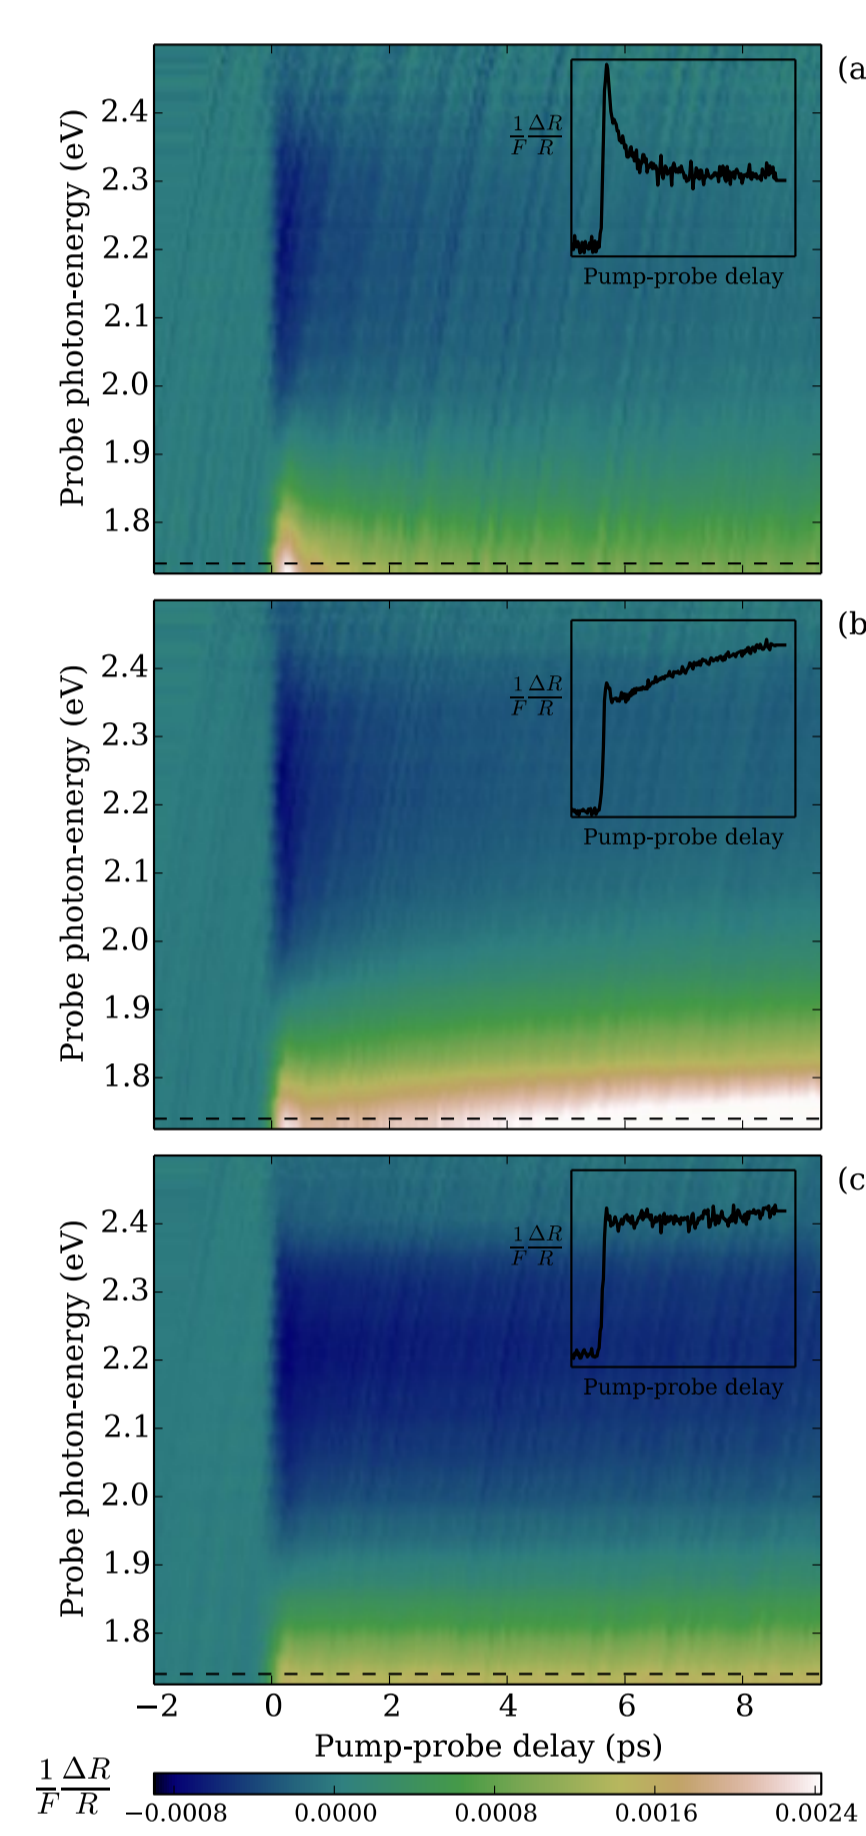 (a
Probe photon-energy (eV)
2.4
2.3
2.2
2.1
2.0
1.9
1.8
1/F ΔR/R
Pump-probe delay
(b
Probe photon-energy (eV)
2.4
2.3
2.2
2.1
2.0
1.9
1.8
1/F ΔR/R
Pump-probe delay
(c
Probe photon-energy (eV)
2.4
2.3
2.2
2.1
2.0
1.9
1.8
1/F ΔR/R
Pump-probe delay
−2 0 2 4 6 8
Pump-probe delay (ps)
1/F ΔR/R
−0.0008 0.0000 0.0008 0.0016 0.0024